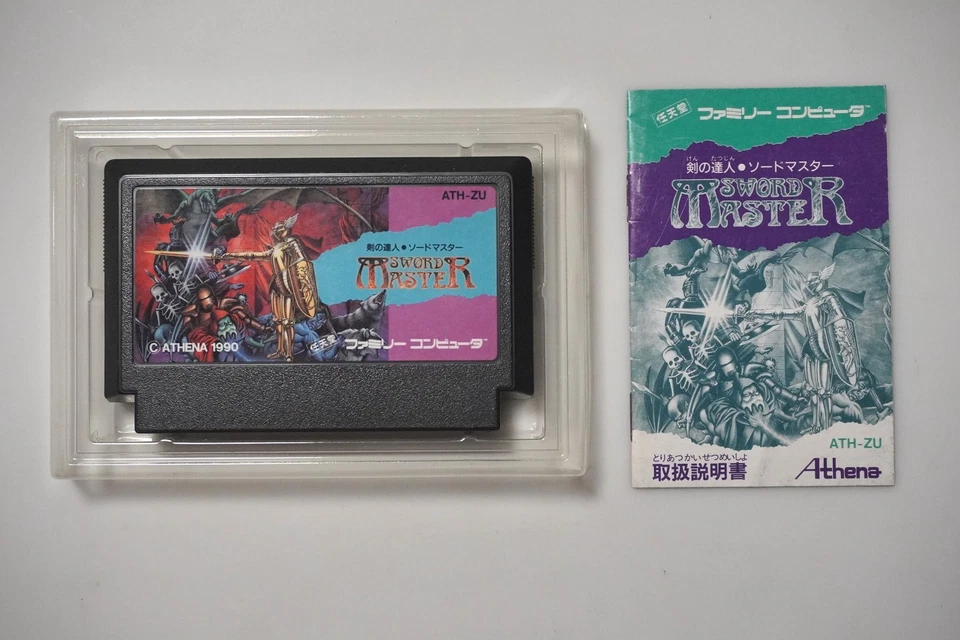 ATH-ZU
剣の達人●ソードマスター
SWORD
MASTER
© ATHENA 1990
任天堂 ファミリー コンピュータ™
任天堂 ファミリー コンピュータ™
けん たつじん
剣の達人●ソードマスター
SWORD
MASTER
ATH-ZU
とりあつかいせつめいしょ
取扱説明書
Athena